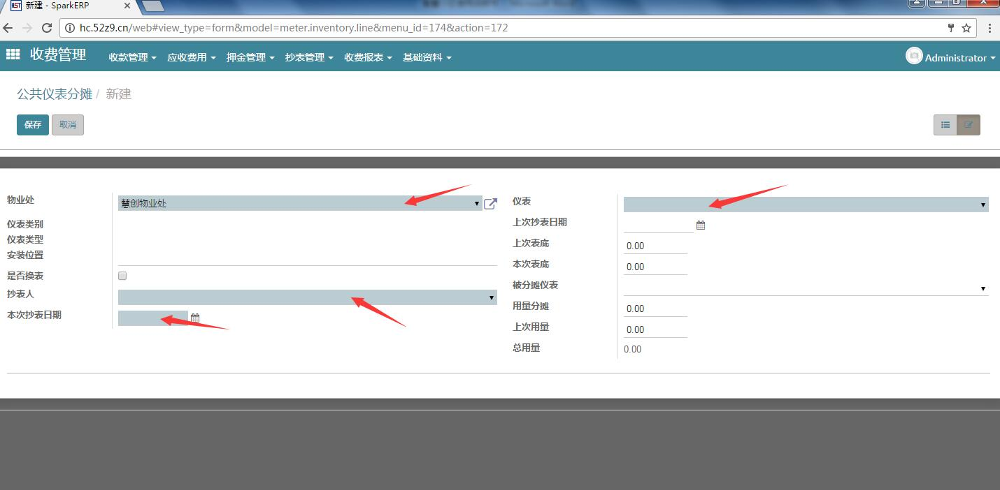 新建 - SparkERP
hc.52z9.cn/web#view_type=form&model=meter.inventory.line&menu_id=174&action=172
收费管理 收款管理 应收费用 押金管理 抄表管理 收费报表 基础资料 Administrator
公共仪表分摊 / 新建
保存 取消
物业处 慧创物业处
仪表类别
仪表类型
安装位置
是否换表
抄表人
本次抄表日期
仪表
上次抄表日期
上次表底 0.00
本次表底 0.00
被分摊仪表
用量分摊 0.00
上次用量 0.00
总用量 0.00